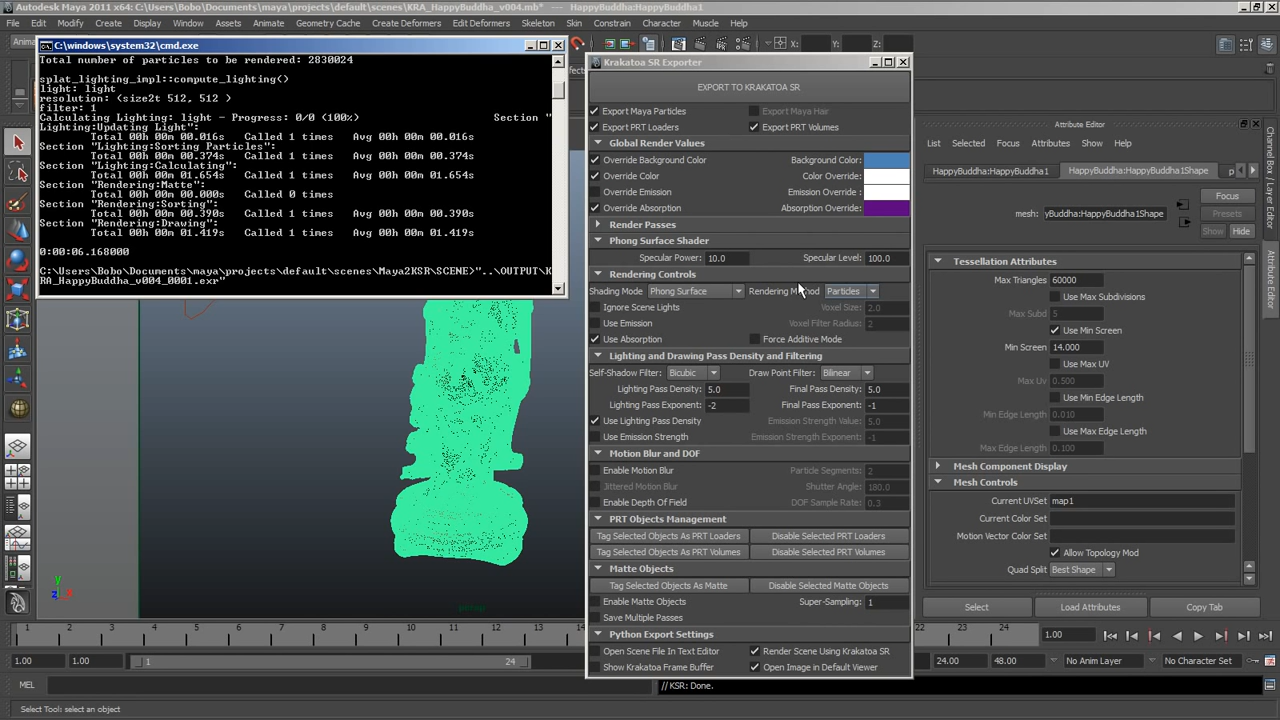 Autodesk Maya 2011 x64: C:\Users\Bobo\Documents\maya\projects\default\scenes\KRA_HappyBuddha_v004.mb* --- HappyBuddha:HappyBuddha1
File Edit Modify Create Display Window Assets Animate Geometry Cache Create Deformers Edit Deformers Skeleton Skin Constrain Character Muscle Help
C:\windows\system32\cmd.exe
Total number of particles to be rendered: 2830024
splat_lighting_impl::compute_lighting()
light: light
resolution: (size2t 512, 512 )
filter: 1
Calculating Lighting: light - Progress: 0/0 (100%) Section "
Lighting:Updating Light":
Total 00h 00m 00.016s Called 1 times Avg 00h 00m 00.016s
Section "Lighting:Sorting Particles":
Total 00h 00m 00.374s Called 1 times Avg 00h 00m 00.374s
Section "Lighting:Calculating":
Total 00h 00m 01.654s Called 1 times Avg 00h 00m 01.654s
Section "Rendering:Matte":
Total 00h 00m 00.000s Called 0 times
Section "Rendering:Sorting":
Total 00h 00m 00.390s Called 1 times Avg 00h 00m 00.390s
Section "Rendering:Drawing":
Total 00h 00m 01.419s Called 1 times Avg 00h 00m 01.419s
0:00:06.168000
C:\Users\Bobo\Documents\maya\projects\default\scenes\Maya2KSR\SCENE>"..\OUTPUT\K
RA_HappyBuddha_v004_0001.exr"
X: Y: Z:
Krakatoa SR Exporter
EXPORT TO KRAKATOA SR
Export Maya Particles Export Maya Hair
Export PRT Loaders Export PRT Volumes
Global Render Values
Override Background Color Background Color:
Override Color Color Override:
Override Emission Emission Override :
Override Absorption Absorption Override:
Render Passes
Phong Surface Shader
Specular Power: 10.0 Specular Level: 100.0
Rendering Controls
Shading Mode Phong Surface Rendering Method Particles
Ignore Scene Lights Voxel Size: 2.0
Use Emission Voxel Filter Radius: 2
Use Absorption Force Additive Mode
Lighting and Drawing Pass Density and Filtering
Self-Shadow Filter: Bicubic Draw Point Filter: Bilinear
Lighting Pass Density: 5.0 Final Pass Density: 5.0
Lighting Pass Exponent: -2 Final Pass Exponent: -1
Use Lighting Pass Density Emission Strength Value: 5.0
Use Emission Strength Emission Strength Exponent: -1
Motion Blur and DOF
Enable Motion Blur Particle Segments: 2
Jittered Motion Blur Shutter Angle: 180.0
Enable Depth Of Field DOF Sample Rate: 0.3
PRT Objects Management
Tag Selected Objects As PRT Loaders Disable Selected PRT Loaders
Tag Selected Objects As PRT Volumes Disable Selected PRT Volumes
Matte Objects
Tag Selected Objects As Matte Disable Selected Matte Objects
Enable Matte Objects Super-Sampling: 1
Save Multiple Passes
Python Export Settings
Open Scene File In Text Editor Render Scene Using Krakatoa SR
Show Krakatoa Frame Buffer Open Image in Default Viewer
Attribute Editor
List Selected Focus Attributes Show Help
HappyBuddha:HappyBuddha1 HappyBuddha:HappyBuddha1Shape
Focus
Presets
mesh: yBuddha:HappyBuddha1Shape
Show Hide
Tessellation Attributes
Max Triangles 60000
Use Max Subdivisions
Max Subd 5
Use Min Screen
Min Screen 14.000
Use Max UV
Max Uv 0.500
Use Min Edge Length
Min Edge Length 0.010
Use Max Edge Length
Max Edge Length 0.100
Mesh Component Display
Mesh Controls
Current UVSet map1
Current Color Set
Motion Vector Color Set
Allow Topology Mod
Quad Split Best Shape
Select Load Attributes Copy Tab
Channel Box / Layer Editor
Attribute Editor
y
z
persp
1 2 3 4 5 6 7 8 9 10 11 12 13 14 22 23 24 1.00
1.00 1.00 1 24 24.00 48.00 No Anim Layer No Character Set
MEL // KSR: Done.
Select Tool: select an object